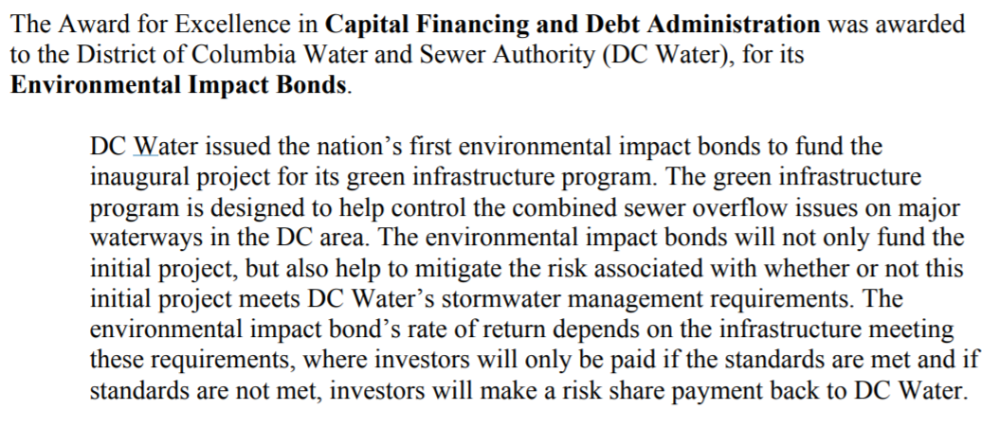 The Award for Excellence in Capital Financing and Debt Administration was awarded
to the District of Columbia Water and Sewer Authority (DC Water), for its
Environmental Impact Bonds.
DC Water issued the nation’s first environmental impact bonds to fund the
inaugural project for its green infrastructure program. The green infrastructure
program is designed to help control the combined sewer overflow issues on major
waterways in the DC area. The environmental impact bonds will not only fund the
initial project, but also help to mitigate the risk associated with whether or not this
initial project meets DC Water’s stormwater management requirements. The
environmental impact bond’s rate of return depends on the infrastructure meeting
these requirements, where investors will only be paid if the standards are met and if
standards are not met, investors will make a risk share payment back to DC Water.